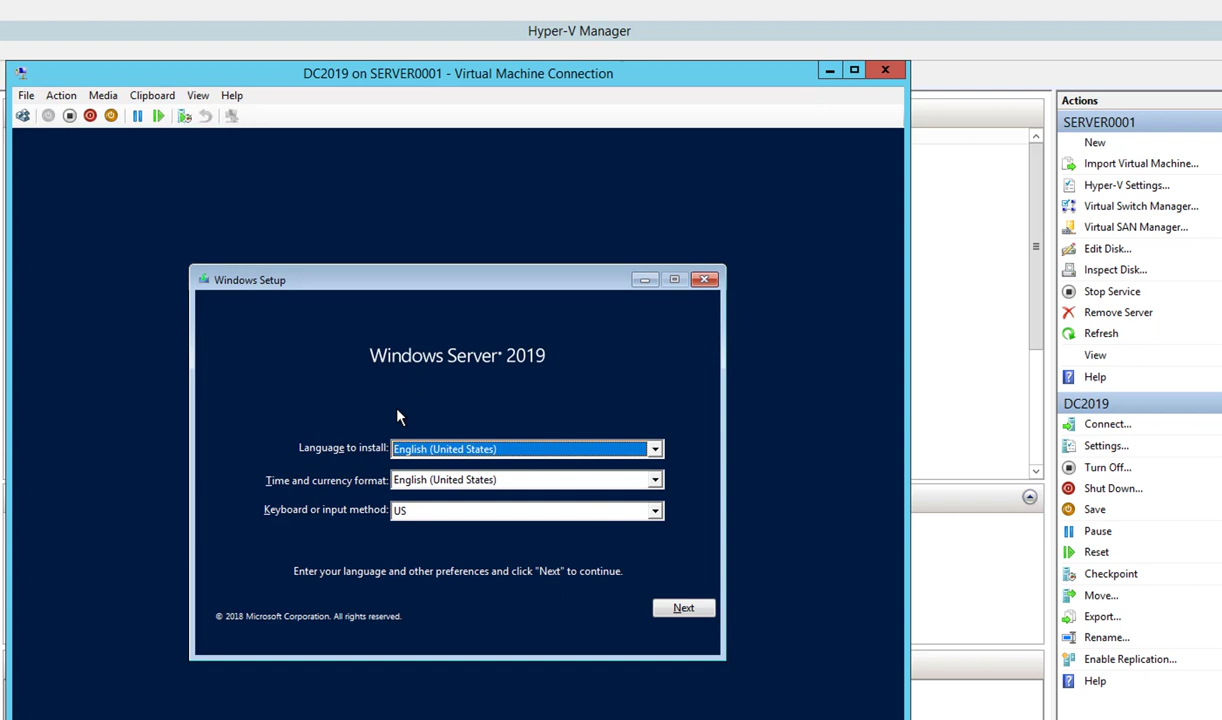 Hyper-V Manager
DC2019 on SERVER0001 - Virtual Machine Connection
File Action Media Clipboard View Help
Windows Setup
Windows Server® 2019
Language to install: English (United States)
Time and currency format: English (United States)
Keyboard or input method: US
Enter your language and other preferences and click "Next" to continue.
Next
© 2018 Microsoft Corporation. All rights reserved.
Actions
SERVER0001
New
Import Virtual Machine...
Hyper-V Settings...
Virtual Switch Manager...
Virtual SAN Manager...
Edit Disk...
Inspect Disk...
Stop Service
Remove Server
Refresh
View
Help
DC2019
Connect...
Settings...
Turn Off...
Shut Down...
Save
Pause
Reset
Checkpoint
Move...
Export...
Rename...
Enable Replication...
Help